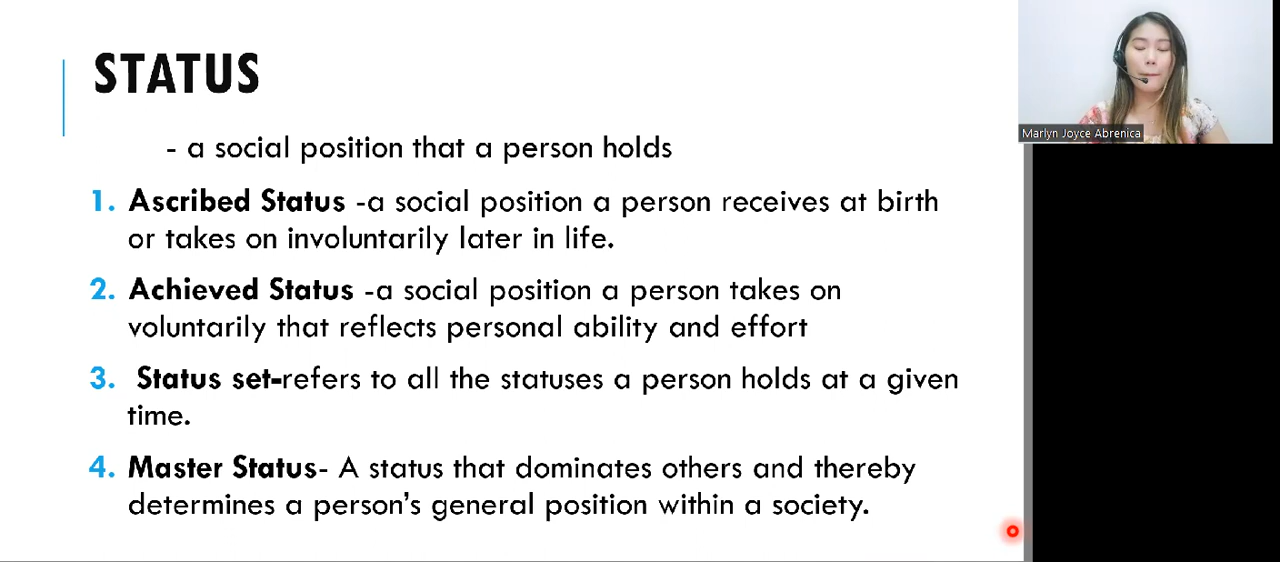 STATUS
- a social position that a person holds
1. Ascribed Status -a social position a person receives at birth
or takes on involuntarily later in life.
2. Achieved Status -a social position a person takes on
voluntarily that reflects personal ability and effort
3. Status set-refers to all the statuses a person holds at a given
time.
4. Master Status- A status that dominates others and thereby
determines a person's general position within a society.
Marlyn Joyce Abrenica